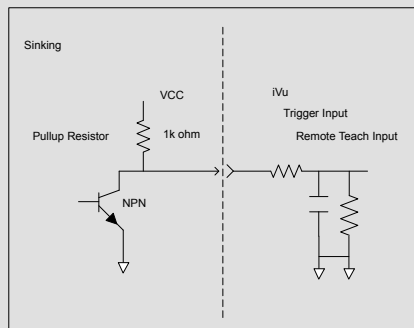 Sinking
iVu
VCC
Trigger Input
Pullup Resistor
1k ohm
Remote Teach Input
NPN